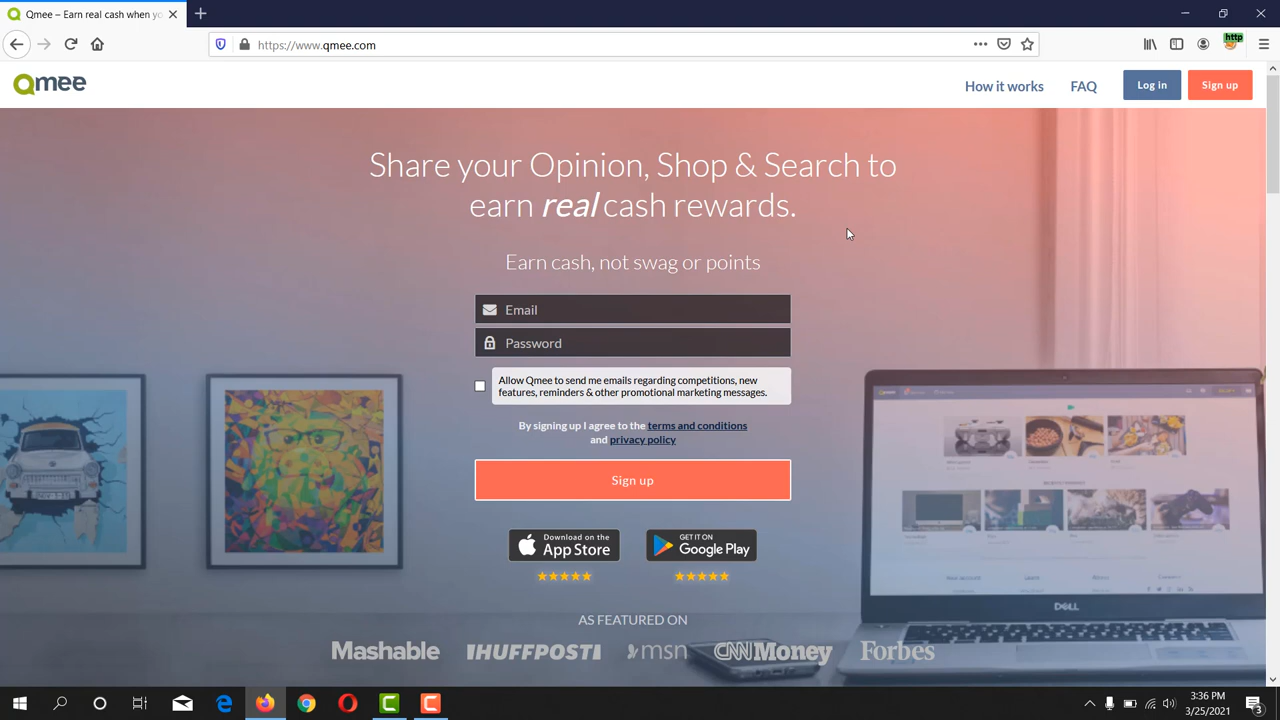 Qmee – Earn real cash when yo
https://www.qmee.com
http
Qmee
How it works
FAQ
Log in
Sign up
Share your Opinion, Shop & Search to
earn real cash rewards.
Earn cash, not swag or points
Email
Password
Allow Qmee to send me emails regarding competitions, new
features, reminders & other promotional marketing messages.
By signing up I agree to the terms and conditions
and privacy policy
Sign up
Download on the
App Store
GET IT ON
Google Play
DELL
AS FEATURED ON
Mashable
HUFFPOST
msn
CNNMoney
Forbes
3:36 PM
3/25/2021
3